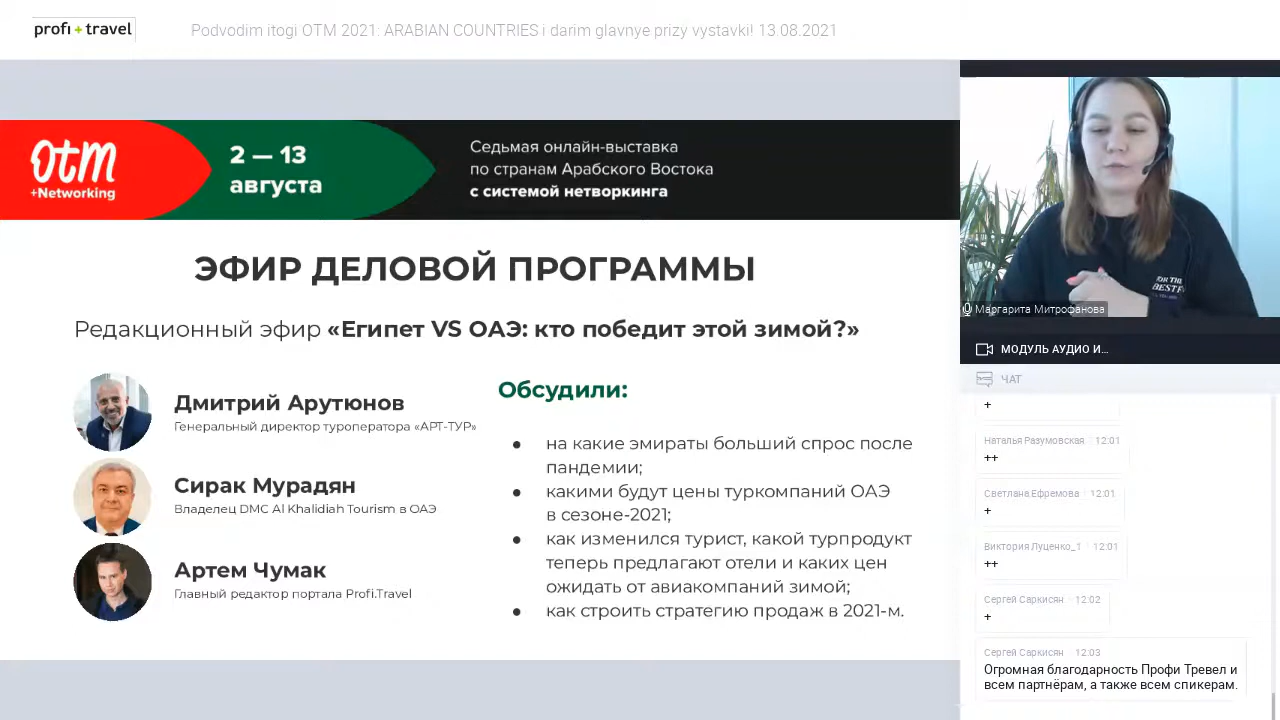 profi + travel
Podvodim itogi OTM 2021: ARABIAN COUNTRIES i darim glavnye prizy vystavki! 13.08.2021
otm
+Networking
2 — 13
августа
Седьмая онлайн-выставка
по странам Арабского Востока
с системой нетворкинга
ЭФИР ДЕЛОВОЙ ПРОГРАММЫ
Редакционный эфир «Египет VS ОАЭ: кто победит этой зимой?»
Дмитрий Арутюнов
Генеральный директор туроператора «АРТ-ТУР»
Сирак Мурадян
Владелец DMC Al Khalidiah Tourism в ОАЭ
Артем Чумак
Главный редактор портала Profi.Travel
Обсудили:
● на какие эмираты больший спрос после
пандемии;
● какими будут цены туркомпаний ОАЭ
в сезоне-2021;
● как изменился турист, какой турпродукт
теперь предлагают отели и каких цен
ожидать от авиакомпаний зимой;
● как строить стратегию продаж в 2021-м.
FOR THE
BESTF
Маргарита Митрофанова
МОДУЛЬ АУДИО И...
ЧАТ
+
Наталья Разумовская 12:01
++
Светлана Ефремова 12:01
+
Виктория Луценко_1 12:01
++
Сергей Саркисян 12:02
+
Сергей Саркисян 12:03
Огромная благодарность Профи Тревел и
всем партнёрам, а также всем спикерам.